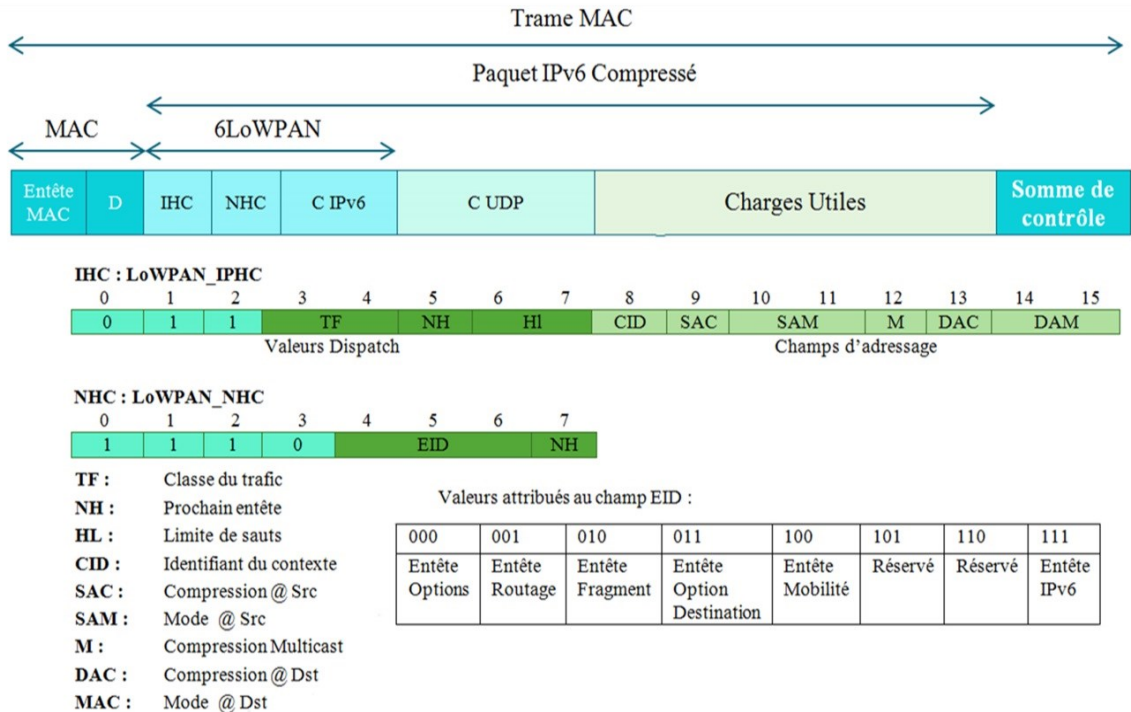 Trame MAC
Paquet IPv6 Compressé
MAC 6LoWPAN
Entête MAC D IHC NHC C IPv6 C UDP Charges Utiles Somme de contrôle
IHC : LoWPAN_IPHC
0 1 2 3 4 5 6 7 8 9 10 11 12 13 14 15
0 1 1 TF NH Hl CID SAC SAM M DAC DAM
Valeurs Dispatch Champs d'adressage
NHC : LoWPAN_NHC
0 1 2 3 4 5 6 7
1 1 1 0 EID NH
TF : Classe du trafic
NH : Prochain entête
HL : Limite de sauts
CID : Identifiant du contexte
SAC : Compression @ Src
SAM : Mode @ Src
M : Compression Multicast
DAC : Compression @ Dst
MAC : Mode @ Dst
Valeurs attribués au champ EID :
000 001 010 011 100 101 110 111
Entête Options Entête Routage Entête Fragment Entête Option Destination Entête Mobilité Réservé Réservé Entête IPv6